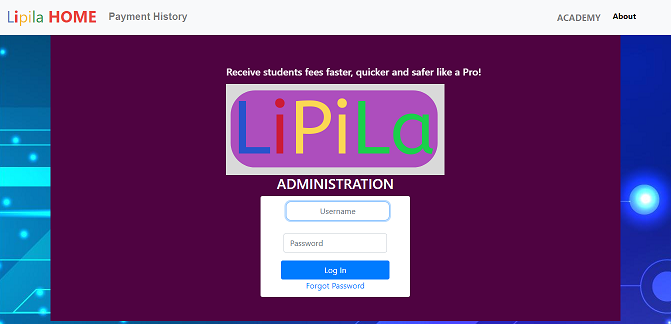 Lipila HOME Payment History ACADEMY About
Receive students fees faster, quicker and safer like a Pro!
LiPiLa
ADMINISTRATION
Username
Password
Log In
Forgot Password